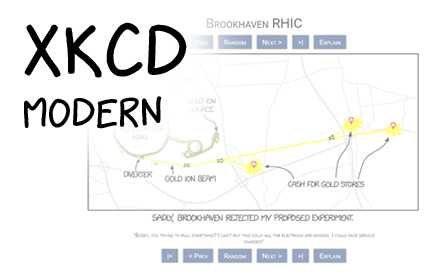 XKCD
MODERN
BROOKHAVEN RHIC
< PREV RANDOM NEXT > >| EXPLAIN
GOLD ION
SOURCE
KING
DIVERTER
GOLD ION BEAM
CASH FOR GOLD STORES
SADLY, BROOKHAVEN REJECTED MY PROPOSED EXPERIMENT.
"BUDDY, YOU TRYING TO PULL SOMETHING? I CAN'T BUY THIS GOLD--ALL THE ELECTRONS ARE MISSING. I COULD FACE SERIOUS
CHARGES!"
|< < PREV RANDOM NEXT > >| EXPLAIN